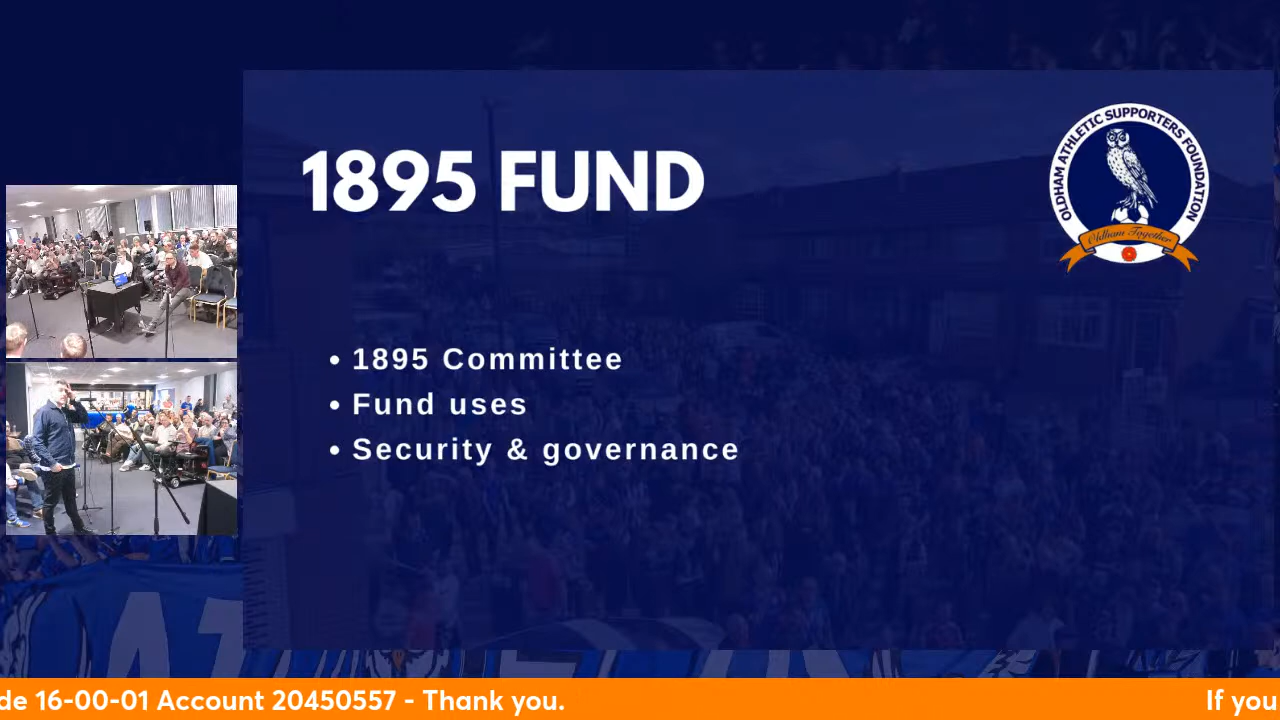 1895 FUND
OLDHAM ATHLETIC SUPPORTERS FOUNDATION
Oldham Together
• 1895 Committee
• Fund uses
• Security & governance
de 16-00-01 Account 20450557 - Thank you.
If you